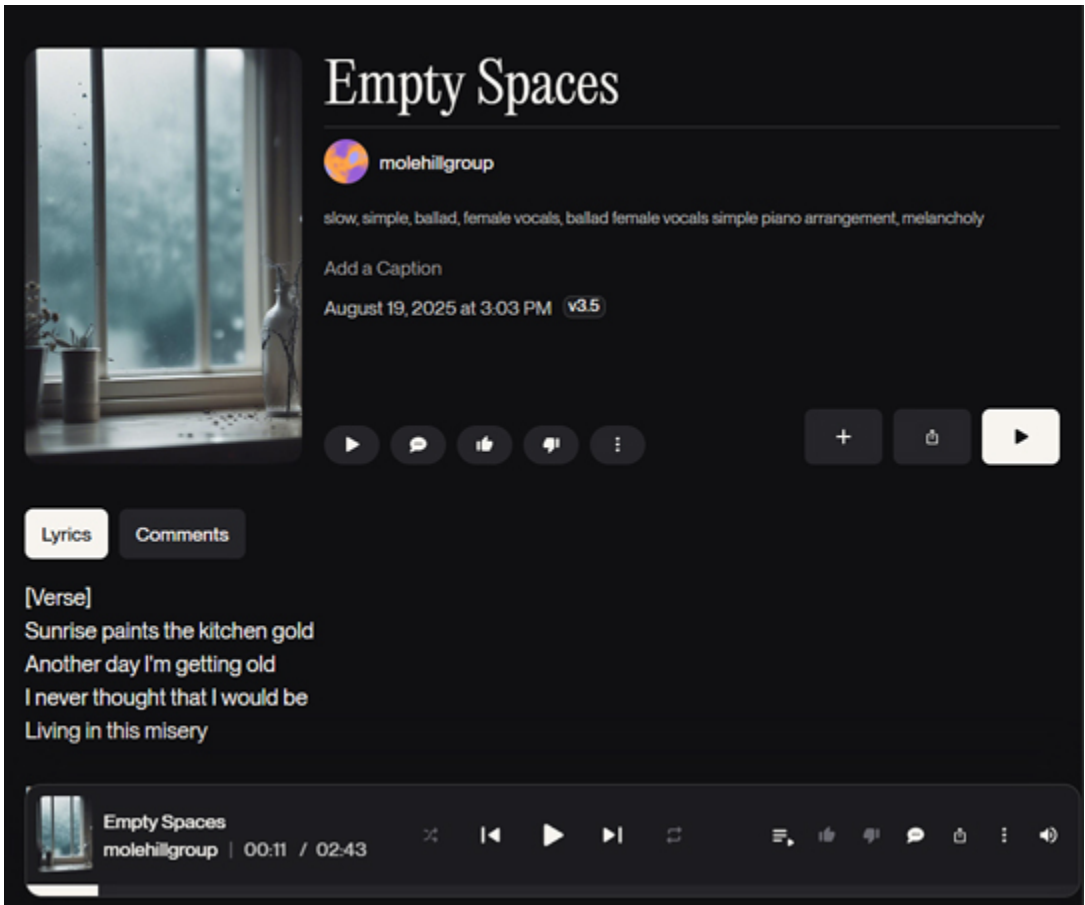 Empty Spaces
molehillgroup
slow, simple, ballad, female vocals, ballad female vocals simple piano arrangement, melancholy
Add a Caption
August 19, 2025 at 3:03 PM v3.5
Lyrics Comments
[Verse]
Sunrise paints the kitchen gold
Another day I'm getting old
I never thought that I would be
Living in this misery
Empty Spaces
molehillgroup | 00:11 / 02:43